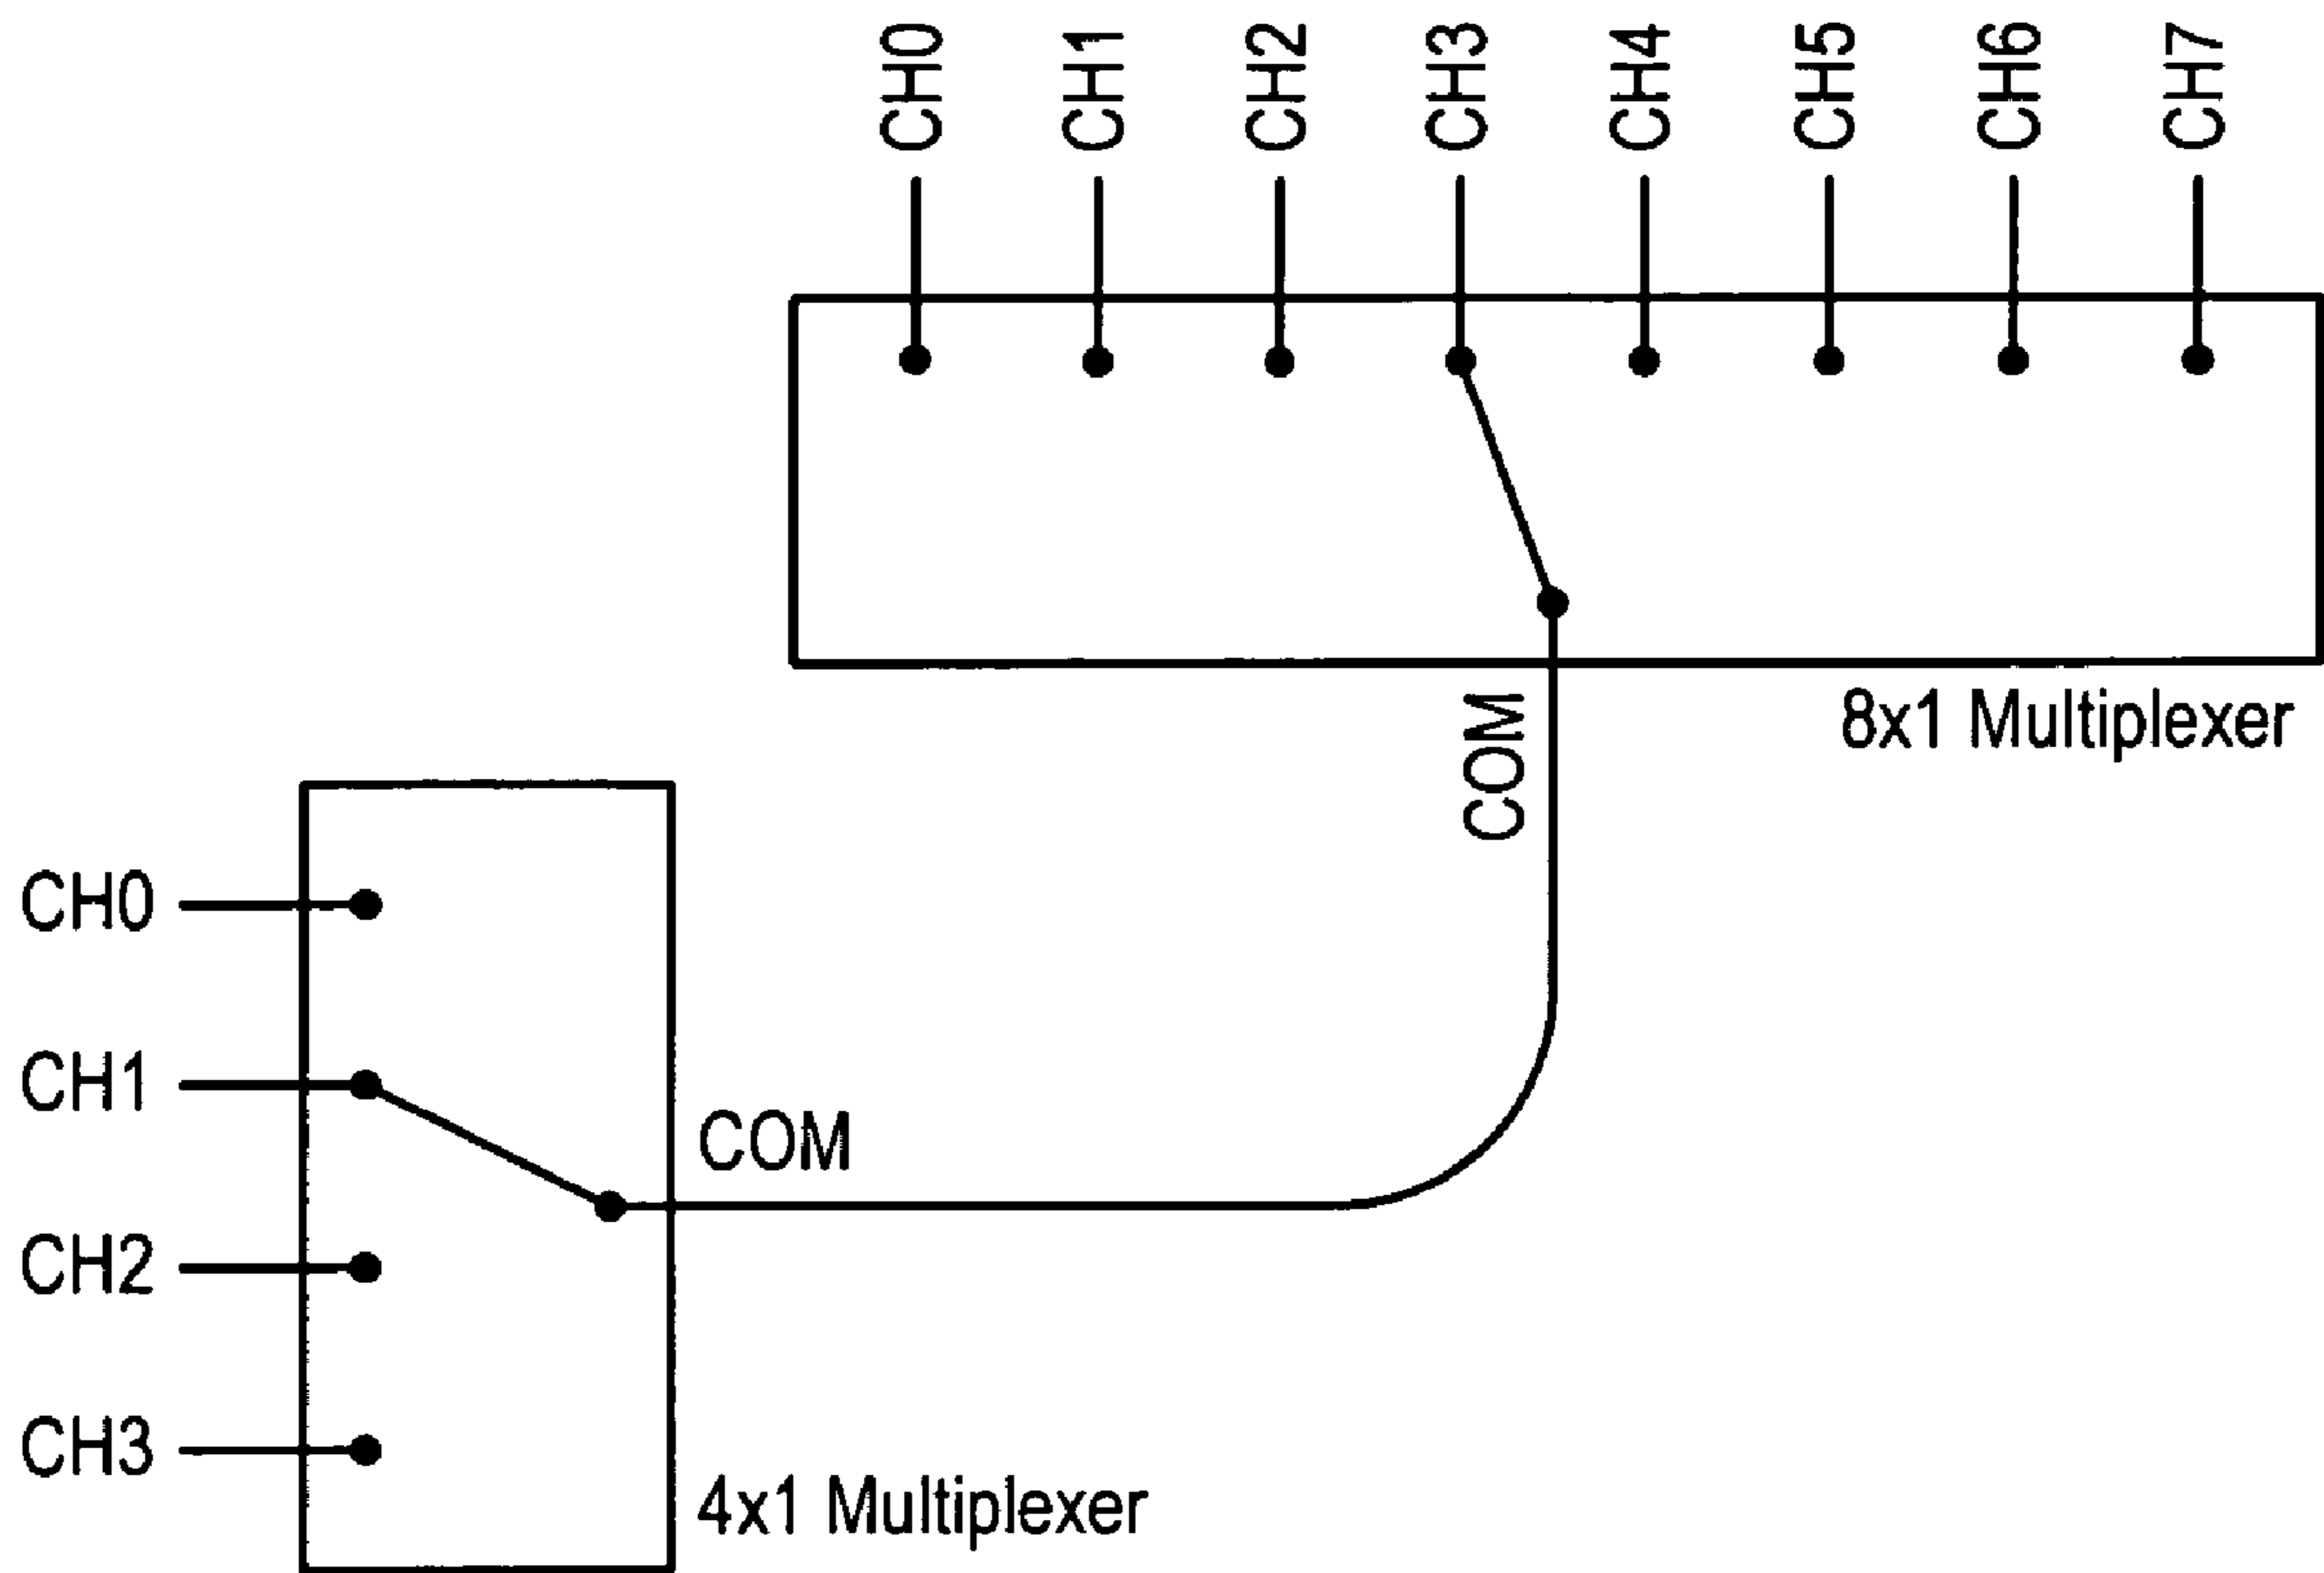 CH0
CH1
CH2
CH3
CH4
CH5
CH6
CH7
8x1 Multiplexer
COM
CH0
CH1
COM
CH2
CH3
4x1 Multiplexer